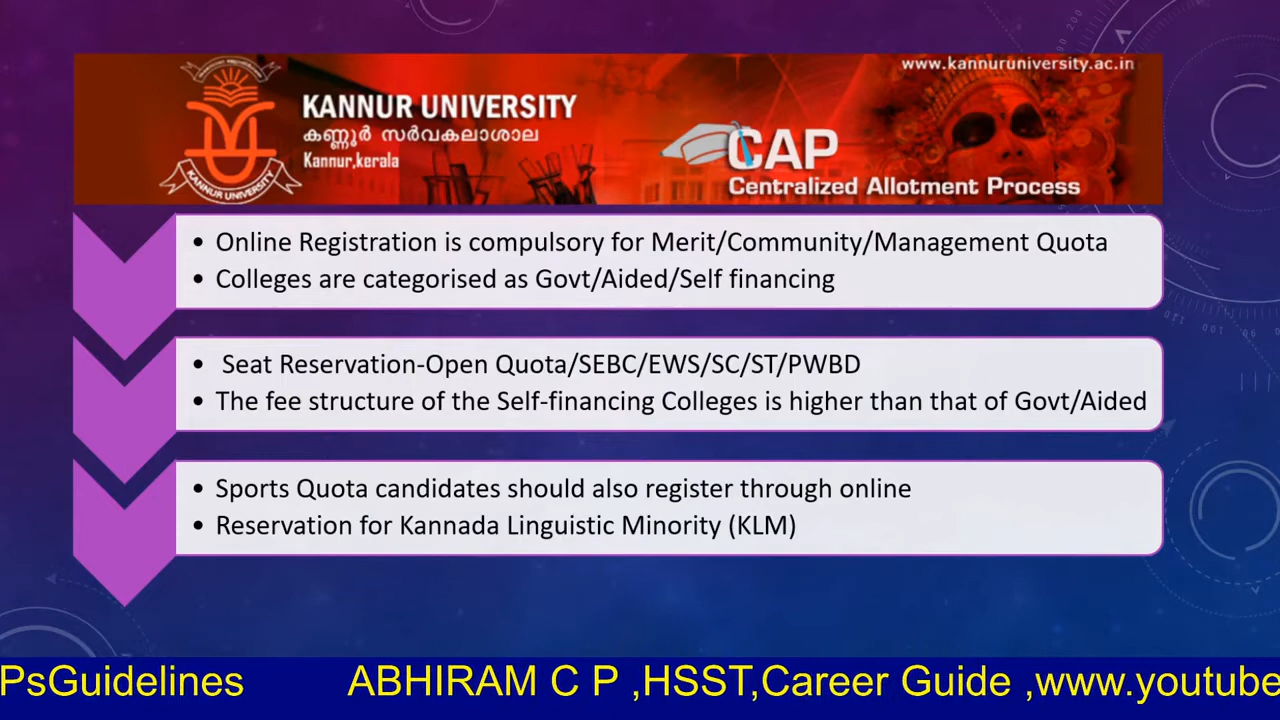 www.kannuruniversity.ac.in
KANNUR UNIVERSITY
കണ്ണൂർ സർവകലാശാല
Kannur,kerala
KANNUR UNIVERSITY
CAP
Centralized Allotment Process
• Online Registration is compulsory for Merit/Community/Management Quota
• Colleges are categorised as Govt/Aided/Self financing
• Seat Reservation-Open Quota/SEBC/EWS/SC/ST/PWBD
• The fee structure of the Self-financing Colleges is higher than that of Govt/Aided
• Sports Quota candidates should also register through online
• Reservation for Kannada Linguistic Minority (KLM)
PsGuidelines ABHIRAM C P ,HSST,Career Guide ,www.youtube